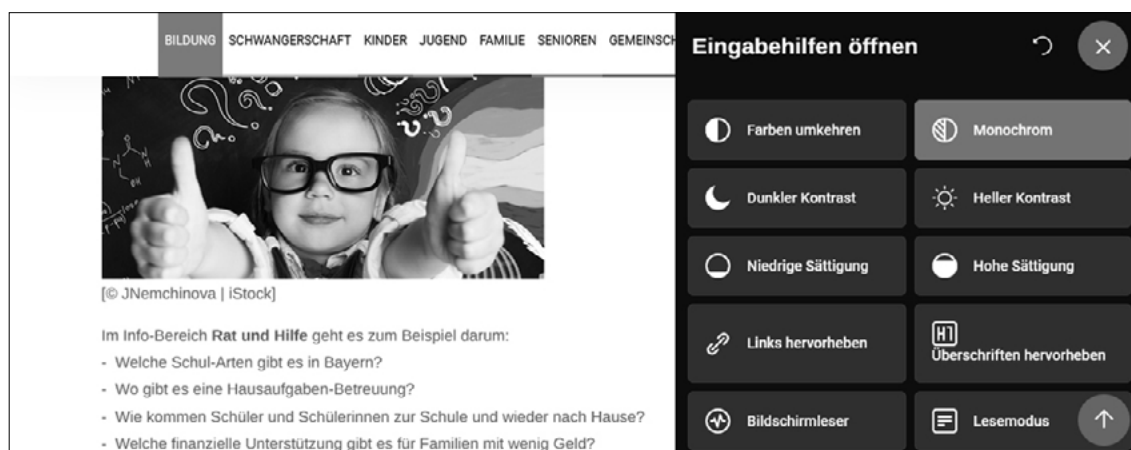 BILDUNG SCHWANGERSCHAFT KINDER JUGEND FAMILIE SENIOREN GEMEINSCH
[© JNemchinova | iStock]
Im Info-Bereich Rat und Hilfe geht es zum Beispiel darum:
- Welche Schul-Arten gibt es in Bayern?
- Wo gibt es eine Hausaufgaben-Betreuung?
- Wie kommen Schüler und Schülerinnen zur Schule und wieder nach Hause?
- Welche finanzielle Unterstützung gibt es für Familien mit wenig Geld?
Eingabehilfen öffnen
Farben umkehren
Monochrom
Dunkler Kontrast
Heller Kontrast
Niedrige Sättigung
Hohe Sättigung
Links hervorheben
H1
Überschriften hervorheben
Bildschirmleser
Lesemodus